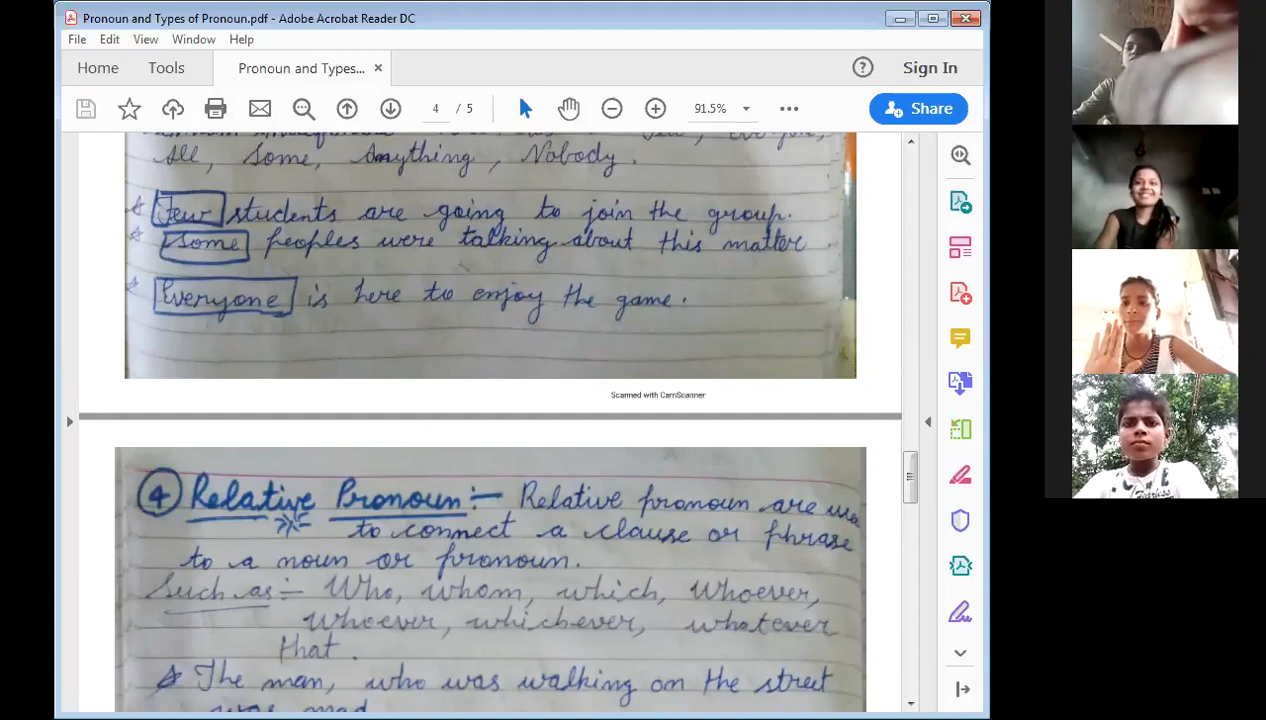 Pronoun and Types of Pronoun.pdf - Adobe Acrobat Reader DC
File Edit View Window Help
Home Tools Pronoun and Types... × Sign In
4 / 5 91.5% Share
All, Some, Anything, Nobody.
Few students are going to join the group.
Some peoples were talking about this matter
Everyone is here to enjoy the game.
Scanned with CamScanner
4 Relative Pronoun :- Relative pronoun are use
to connect a clause or phrase
to a noun or pronoun.
Such as :- Who, whom, which, Whoever,
whoever, whichever, whatever
that.
The man, who was walking on the street
was mad